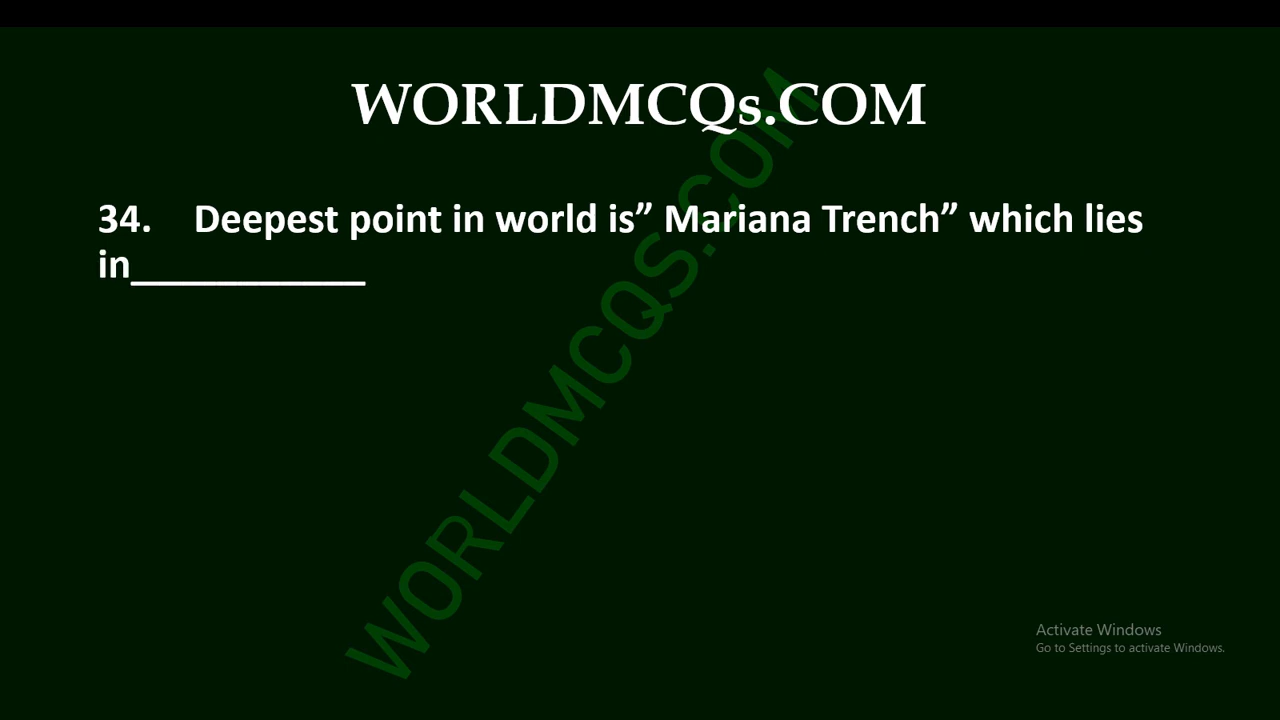 WORLDMCQs.COM
34. Deepest point in world is” Mariana Trench” which lies
in___________
WORLDMCQS.COM
Activate Windows
Go to Settings to activate Windows.